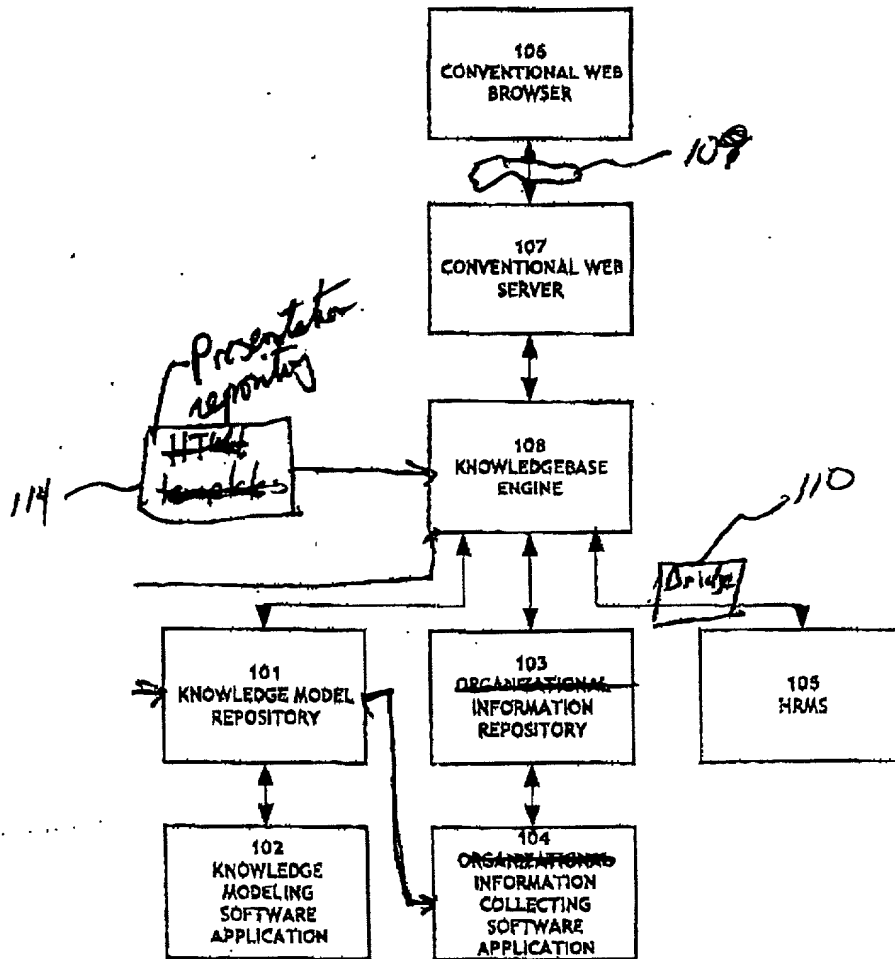 106
CONVENTIONAL WEB
BROWSER
107
CONVENTIONAL WEB
SERVER
Presentation
repository
HTML
templates
114
108
KNOWLEDGEBASE
ENGINE
110
Bridge
101
KNOWLEDGE MODEL
REPOSITORY
103
ORGANIZATIONAL
INFORMATION
REPOSITORY
105
HRMS
102
KNOWLEDGE
MODELING
SOFTWARE
APPLICATION
104
ORGANIZATIONAL
INFORMATION
COLLECTING
SOFTWARE
APPLICATION